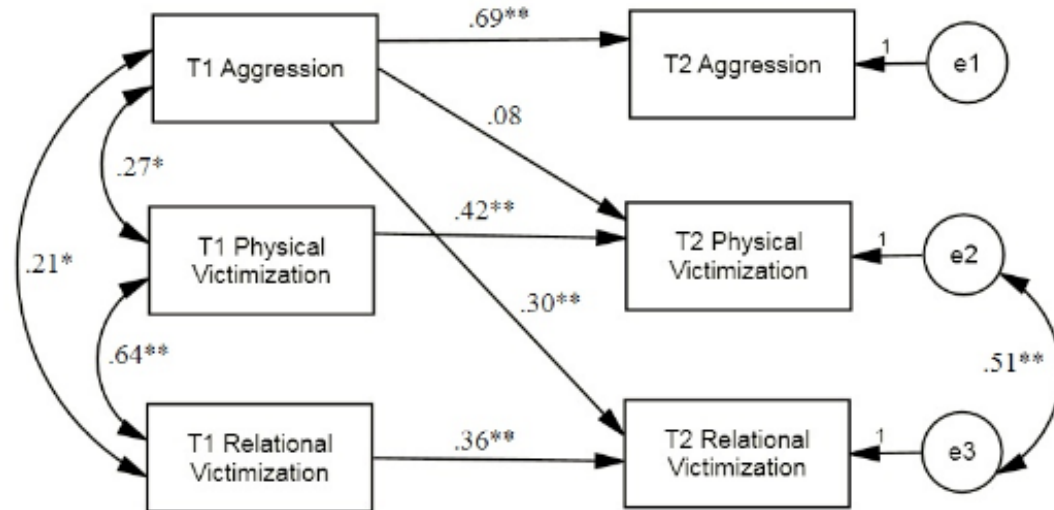 .69**
T1 Aggression
T2 Aggression
1
e1
.08
.27*
.42**
T1 Physical
Victimization
T2 Physical
Victimization
1
e2
.21*
.30**
.64**
.51**
T1 Relational
Victimization
.36**
T2 Relational
Victimization
1
e3